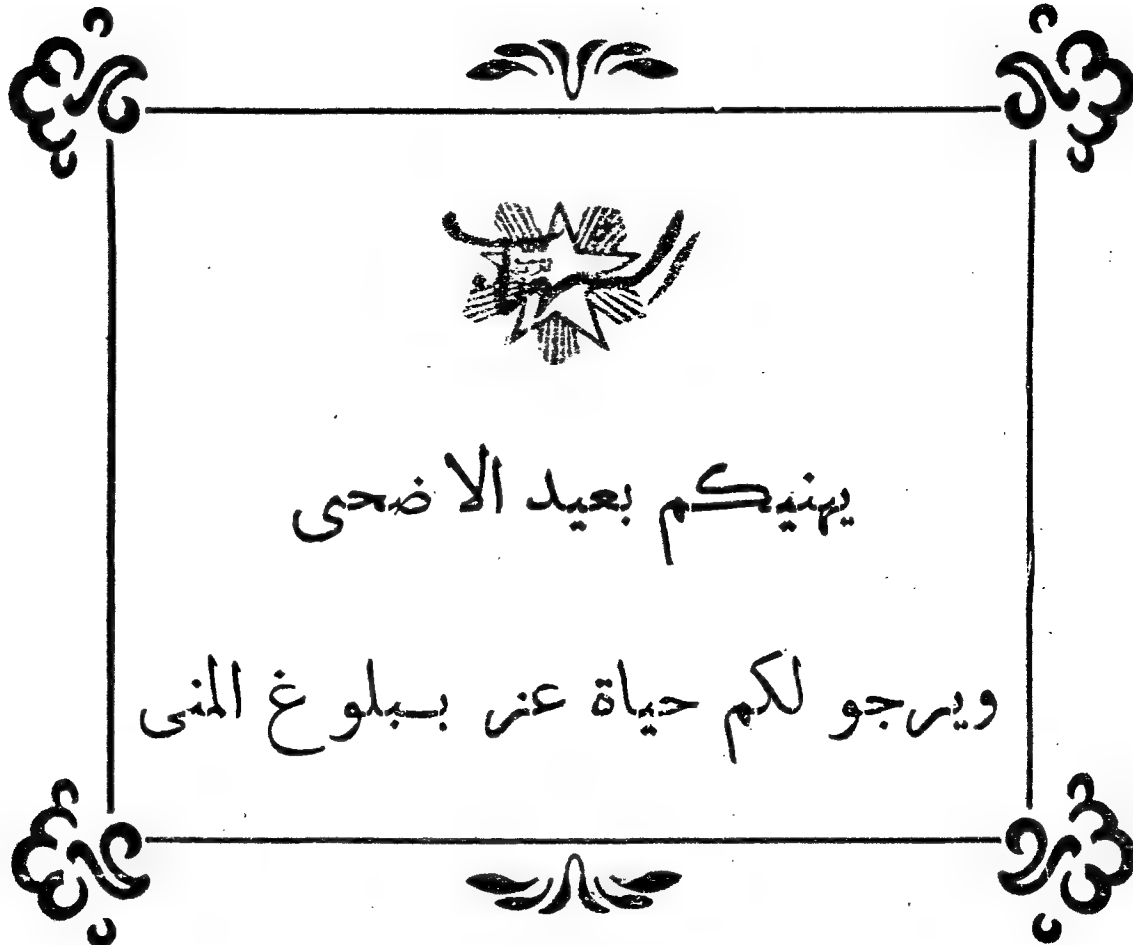 يهنيكم بعيد الاضحى
ويرجو لكم حياة عز ببلوغ المنى